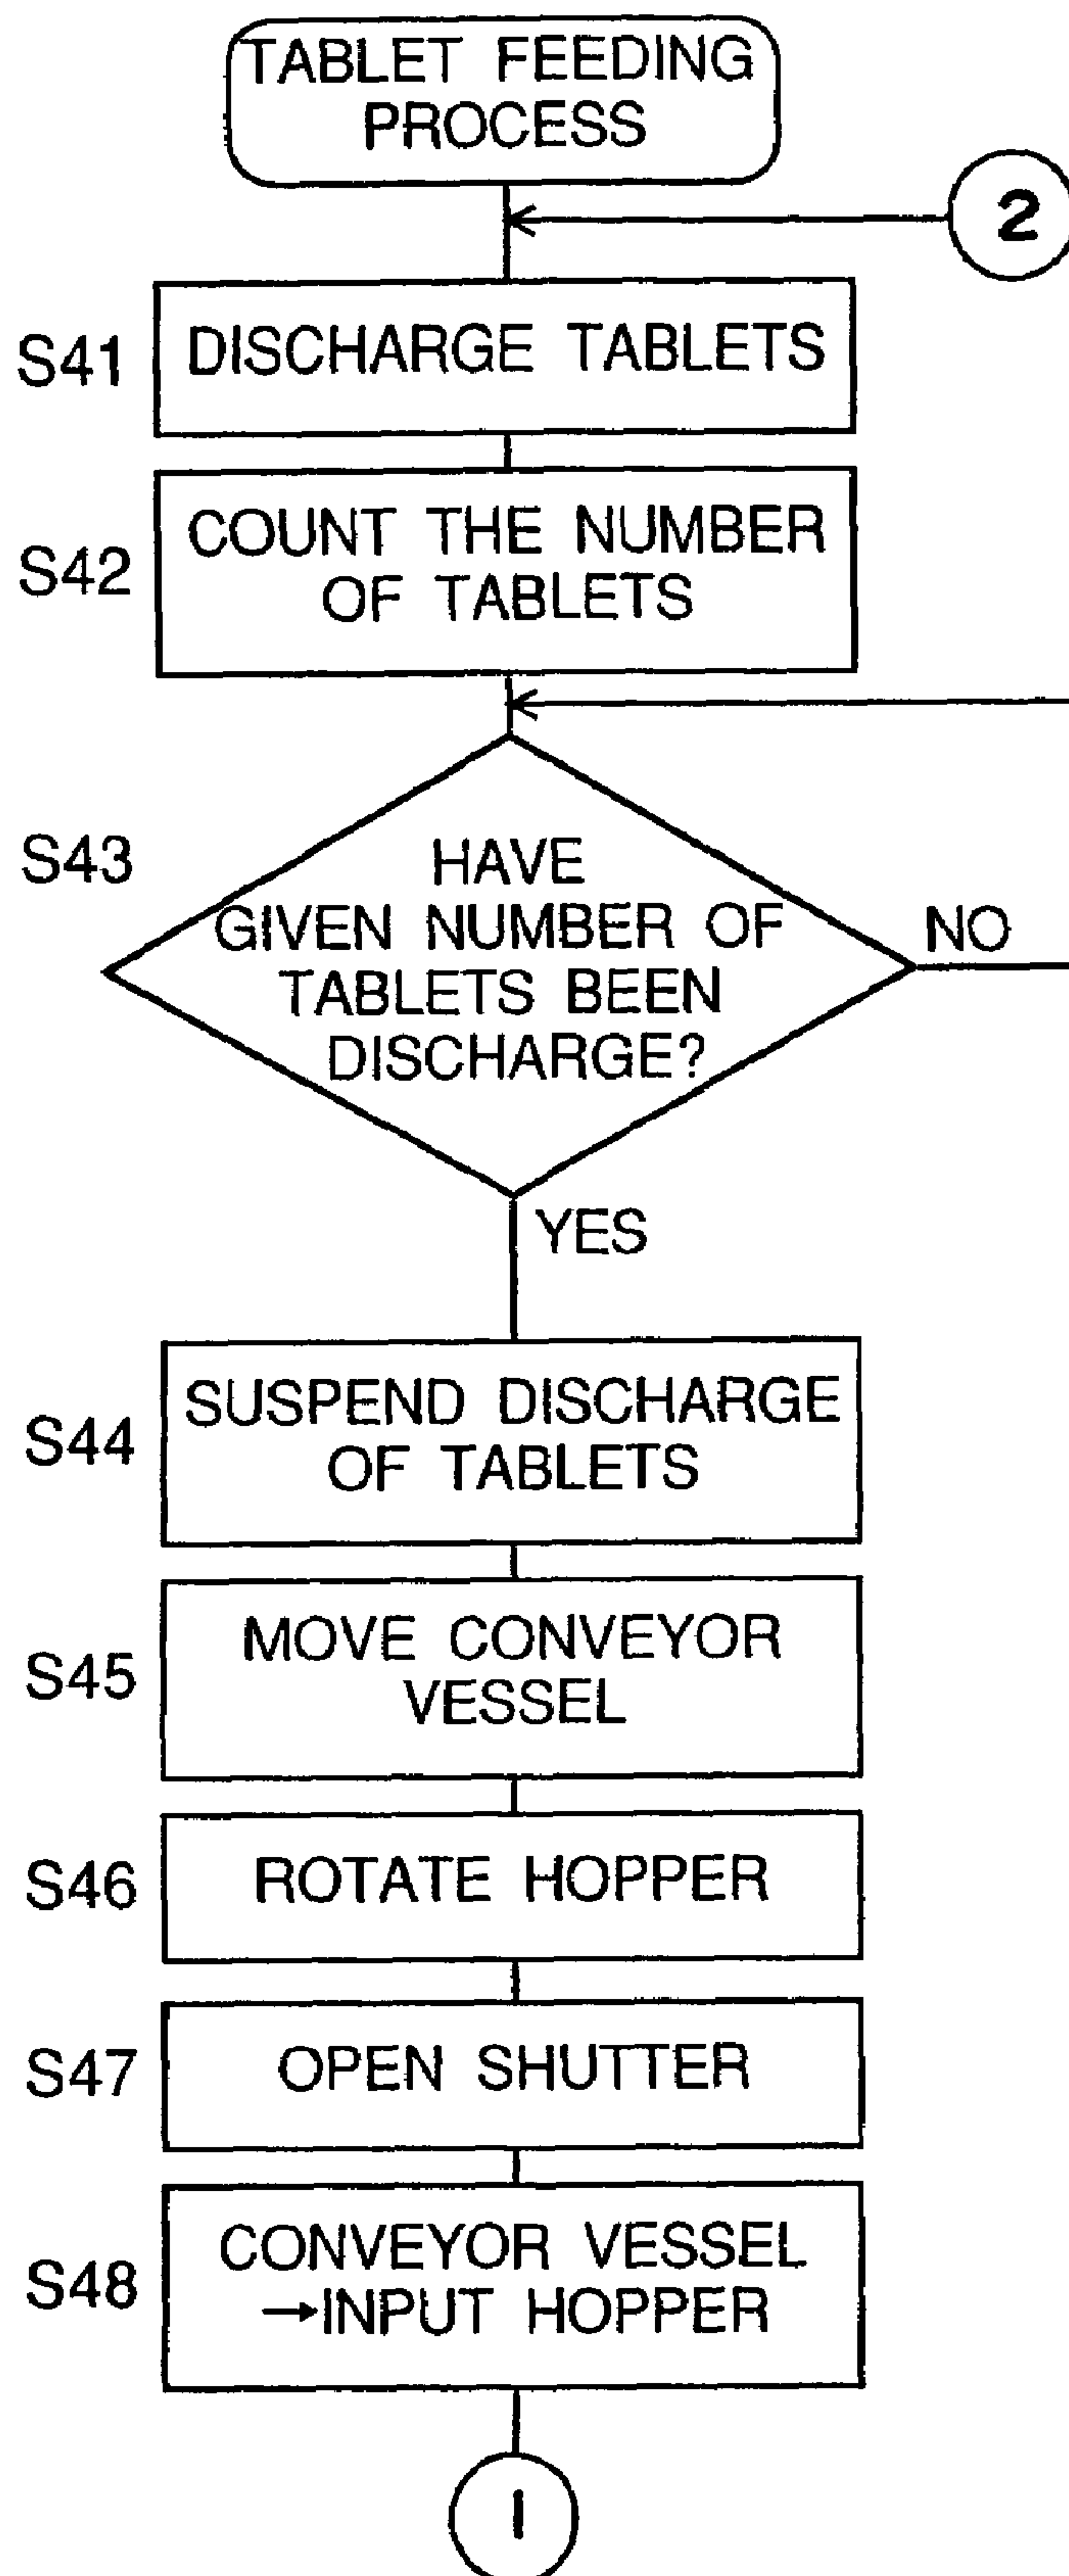 TABLET FEEDING
PROCESS
2
S41
DISCHARGE TABLETS
S42
COUNT THE NUMBER
OF TABLETS
S43
HAVE
GIVEN NUMBER OF
TABLETS BEEN
DISCHARGE?
NO
YES
S44
SUSPEND DISCHARGE
OF TABLETS
S45
MOVE CONVEYOR
VESSEL
S46
ROTATE HOPPER
S47
OPEN SHUTTER
S48
CONVEYOR VESSEL
→INPUT HOPPER
1